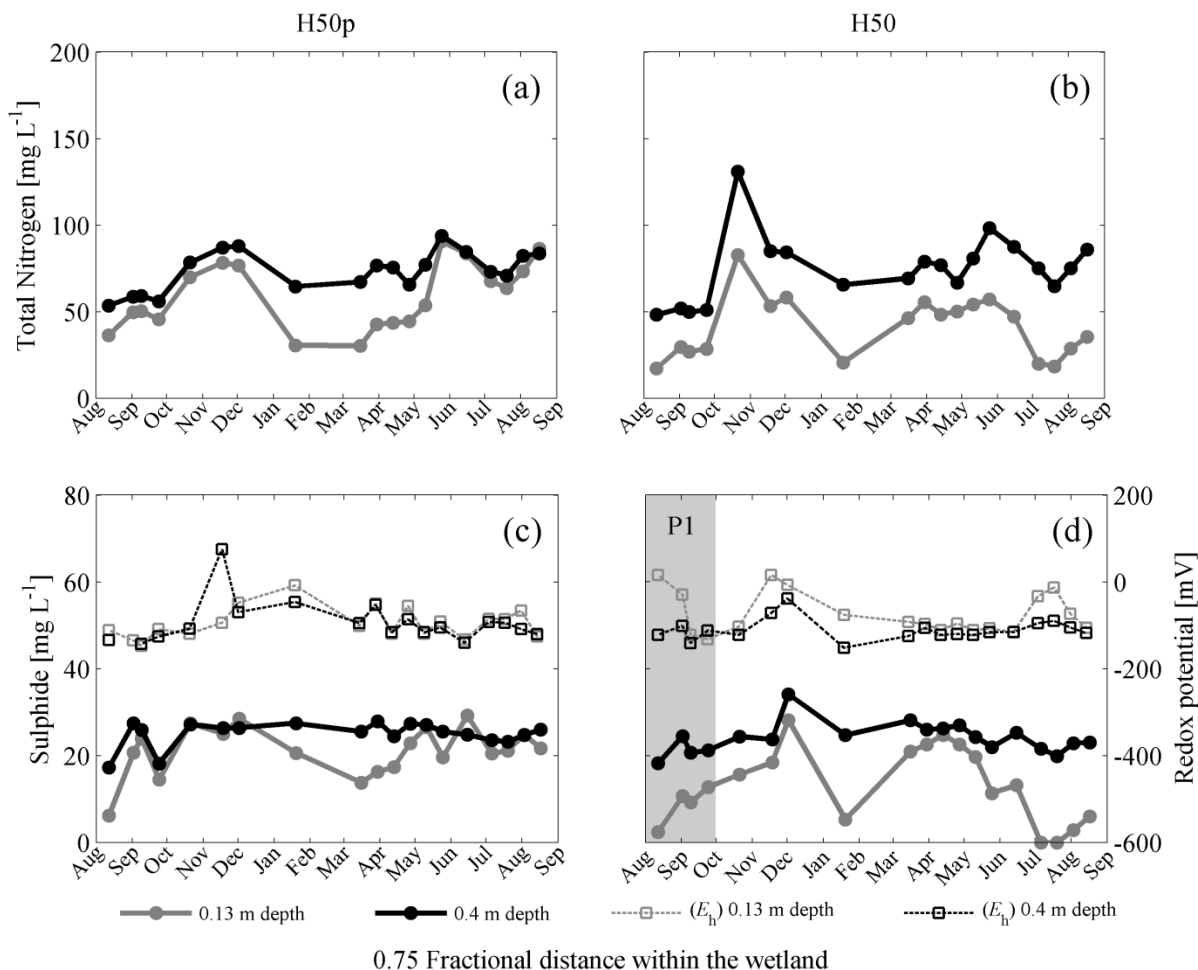 H50p H50
200
150
100
50
0
Total Nitrogen [mg L⁻¹]
(a) (b)
Aug Sep Oct Nov Dec Jan Feb Mar Apr May Jun Jul Aug Sep
Aug Sep Oct Nov Dec Jan Feb Mar Apr May Jun Jul Aug Sep
80
60
40
20
0
Sulphide [mg L⁻¹]
(c) P1 (d)
200
0
-200
-400
-600
Redox potential [mV]
Aug Sep Oct Nov Dec Jan Feb Mar Apr May Jun Jul Aug Sep
Aug Sep Oct Nov Dec Jan Feb Mar Apr May Jun Jul Aug Sep
0.13 m depth 0.4 m depth (Eh) 0.13 m depth (Eh) 0.4 m depth
0.75 Fractional distance within the wetland